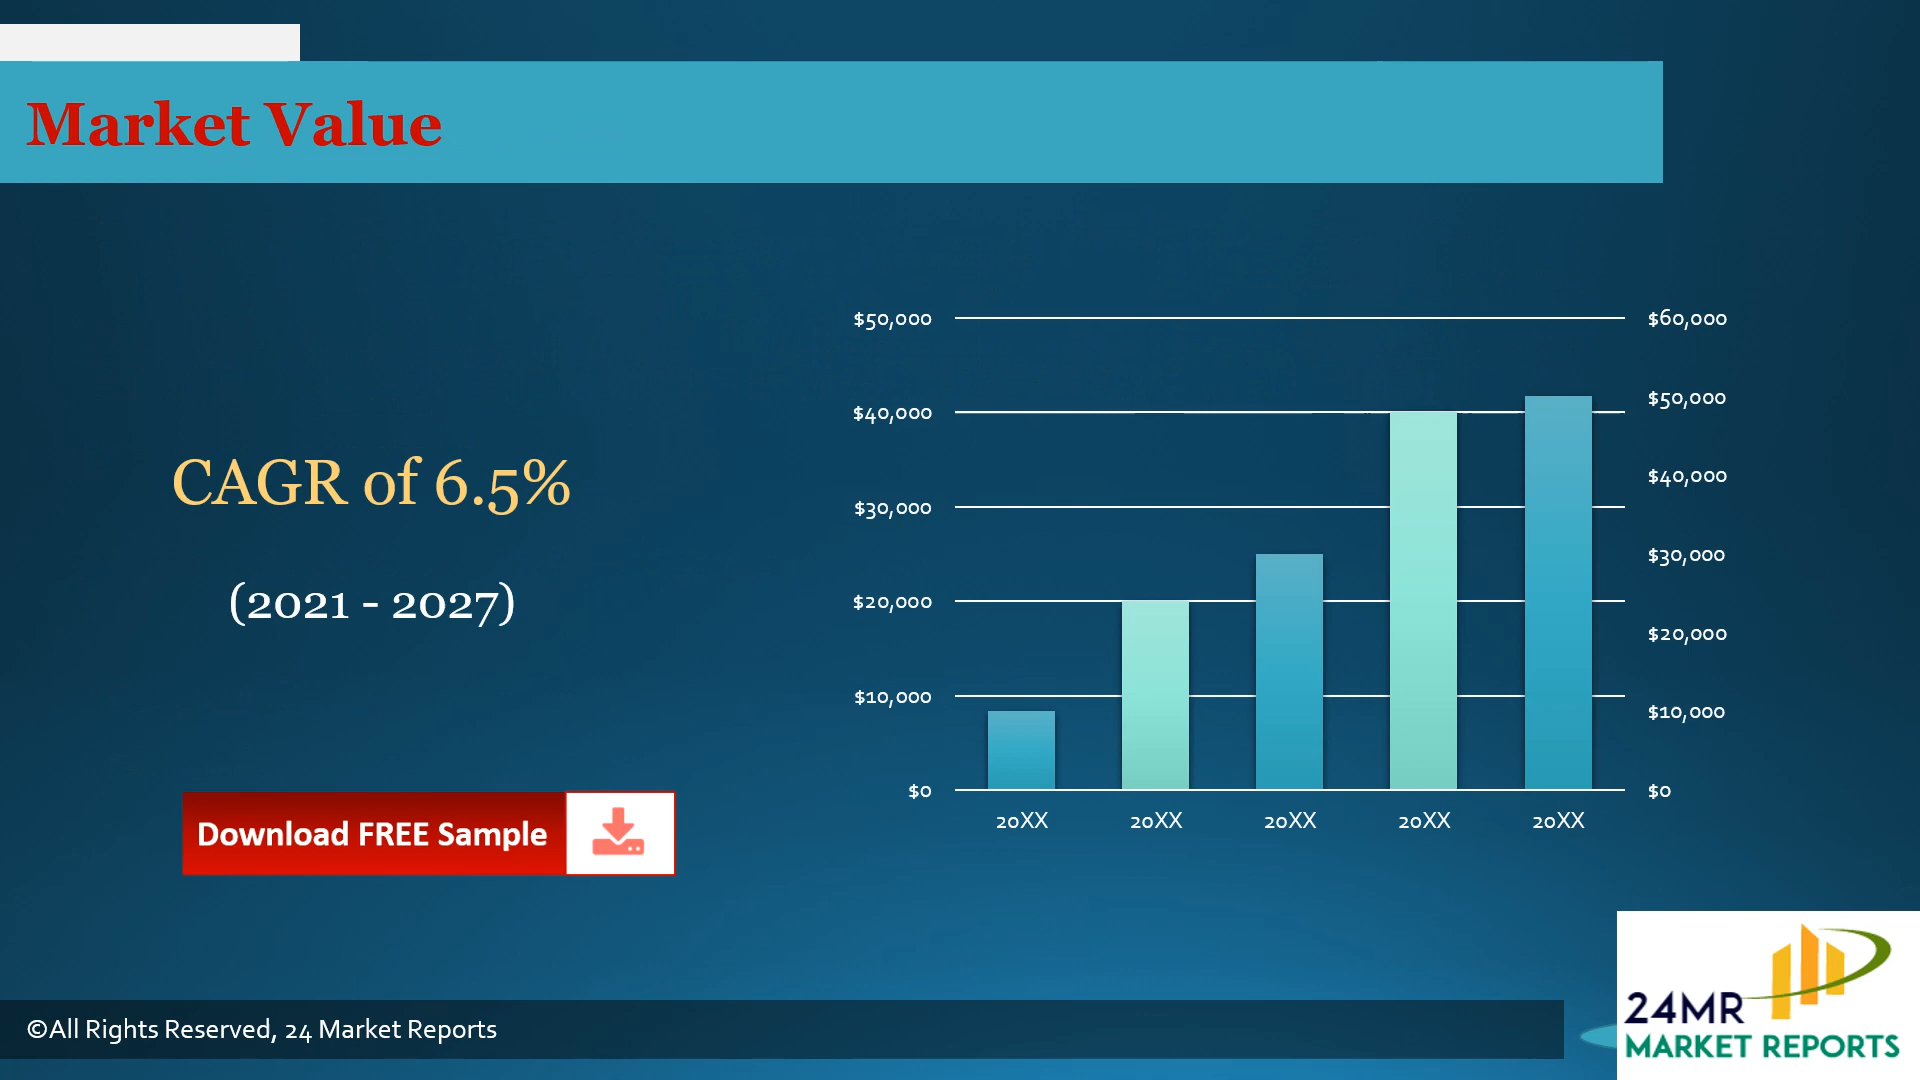 Market Value
CAGR of 6.5%
(2021 - 2027)
Download FREE Sample
$50,000
$40,000
$30,000
$20,000
$10,000
$0
$60,000
$50,000
$40,000
$30,000
$20,000
$10,000
$0
20XX 20XX 20XX 20XX 20XX
©All Rights Reserved, 24 Market Reports
24MR
MARKET REPORTS